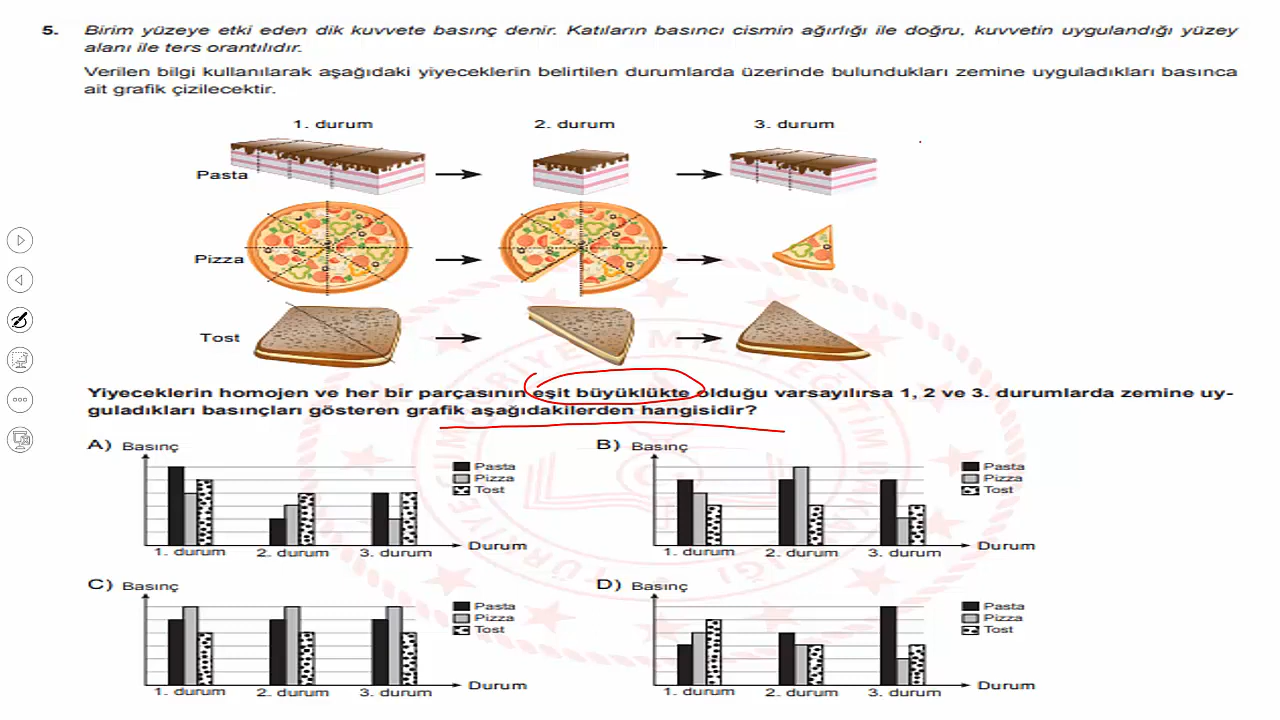 5. Birim yüzeye etki eden dik kuvvete basınç denir. Katıların basıncı cismin ağırlığı ile doğru, kuvvetin uygulandığı yüzey
alanı ile ters orantılıdır.
Verilen bilgi kullanılarak aşağıdaki yiyeceklerin belirtilen durumlarda üzerinde bulundukları zemine uyguladıkları basınca
ait grafik çizilecektir.
1. durum 2. durum 3. durum
Pasta
Pizza
Tost
Yiyeceklerin homojen ve her bir parçasının eşit büyüklükte olduğu varsayılırsa 1, 2 ve 3. durumlarda zemine uy-
guladıkları basınçları gösteren grafik aşağıdakilerden hangisidir?
A) Basınç
Pasta
Pizza
Tost
1. durum 2. durum 3. durum Durum
B) Basınç
Pasta
Pizza
Tost
1. durum 2. durum 3. durum Durum
C) Basınç
Pasta
Pizza
Tost
1. durum 2. durum 3. durum Durum
D) Basınç
Pasta
Pizza
Tost
1. durum 2. durum 3. durum Durum